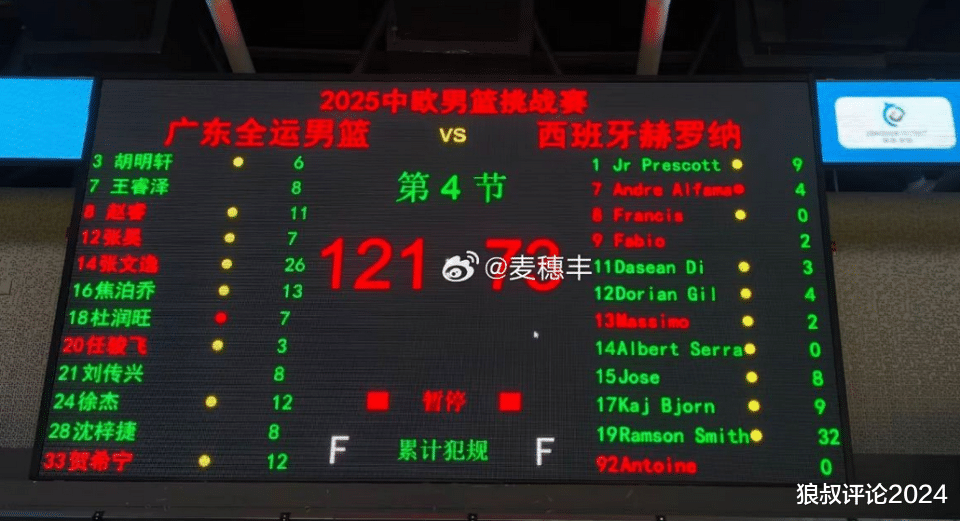 2025中欧男篮挑战赛
广东全运男篮 VS 西班牙赫罗纳
第4节
121 73
@麦穗丰
3 胡明轩 6
7 王睿泽 8
8 赵睿 11
12张昊 7
14张文逸 26
16焦泊乔 13
18杜润旺 7
20任骏飞 3
21刘传兴 8
24徐杰 12
28沈梓捷 8
33贺希宁 12
1 Jr Prescott 9
7 Andre Alfama 4
8 Francis 0
9 Fabio 2
11Dasean Di 3
12Dorian Gil 4
13Massimo 2
14Albert Serra 0
15Jose 8
17Kaj Bjorn 9
19Ramson Smith 32
92Antoine 0
暂停
F 累计犯规 F
狼叔评论2024